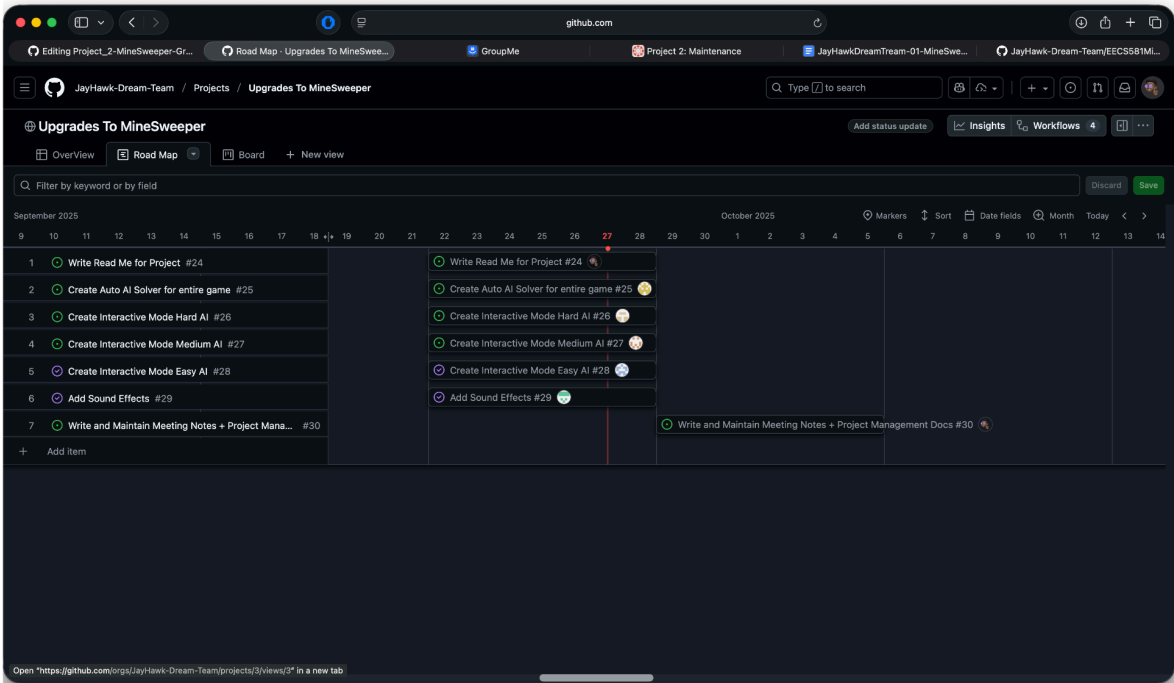 github.com
Editing Project_2-MineSweeper-Gr...
Road Map · Upgrades To MineSwee...
GroupMe
Project 2: Maintenance
JayHawkDreamTream-01-MineSwe...
JayHawk-Dream-Team/EECS581Mi...
JayHawk-Dream-Team / Projects / Upgrades To MineSweeper
Type / to search
Upgrades To MineSweeper
Add status update
Insights
Workflows 4
OverView
Road Map
Board
+ New view
Filter by keyword or by field
Discard
Save
September 2025
October 2025
Markers
Sort
Date fields
Month
Today
9 10 11 12 13 14 15 16 17 18 19 20 21 22 23 24 25 26 27 28 29 30 1 2 3 4 5 6 7 8 9 10 11 12 13 14
1 Write Read Me for Project #24
Write Read Me for Project #24
2 Create Auto AI Solver for entire game #25
Create Auto AI Solver for entire game #25
3 Create Interactive Mode Hard AI #26
Create Interactive Mode Hard AI #26
4 Create Interactive Mode Medium AI #27
Create Interactive Mode Medium AI #27
5 Create Interactive Mode Easy AI #28
Create Interactive Mode Easy AI #28
6 Add Sound Effects #29
Add Sound Effects #29
7 Write and Maintain Meeting Notes + Project Mana... #30
Write and Maintain Meeting Notes + Project Management Docs #30
+ Add item
Open "https://github.com/orgs/JayHawk-Dream-Team/projects/3/views/3" in a new tab